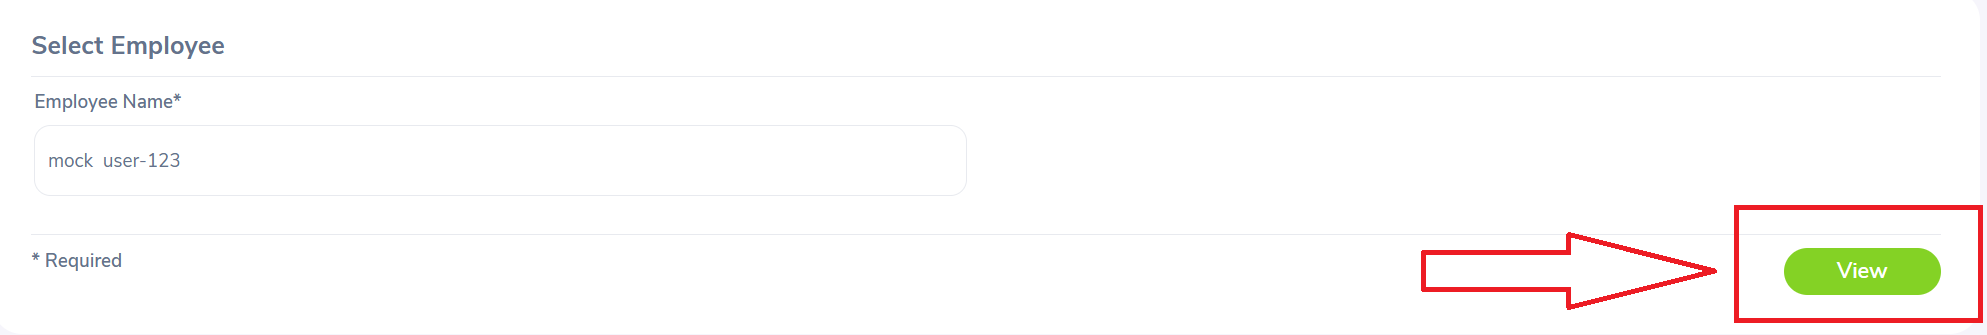 Select Employee
Employee Name*
mock  user-123
* Required
View